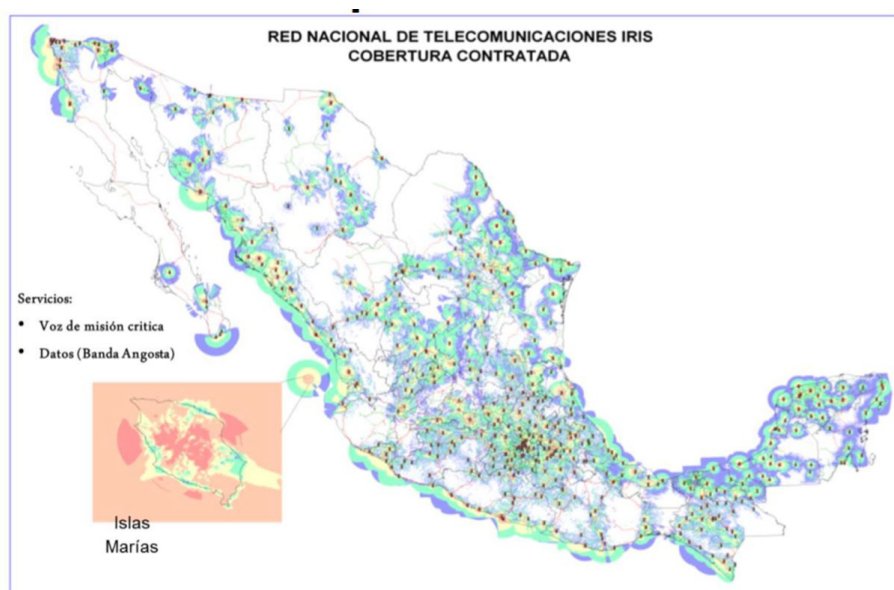 RED NACIONAL DE TELECOMUNICACIONES IRIS
COBERTURA CONTRATADA
Servicios:
• Voz de misión critica
• Datos (Banda Angosta)
Islas
Marías